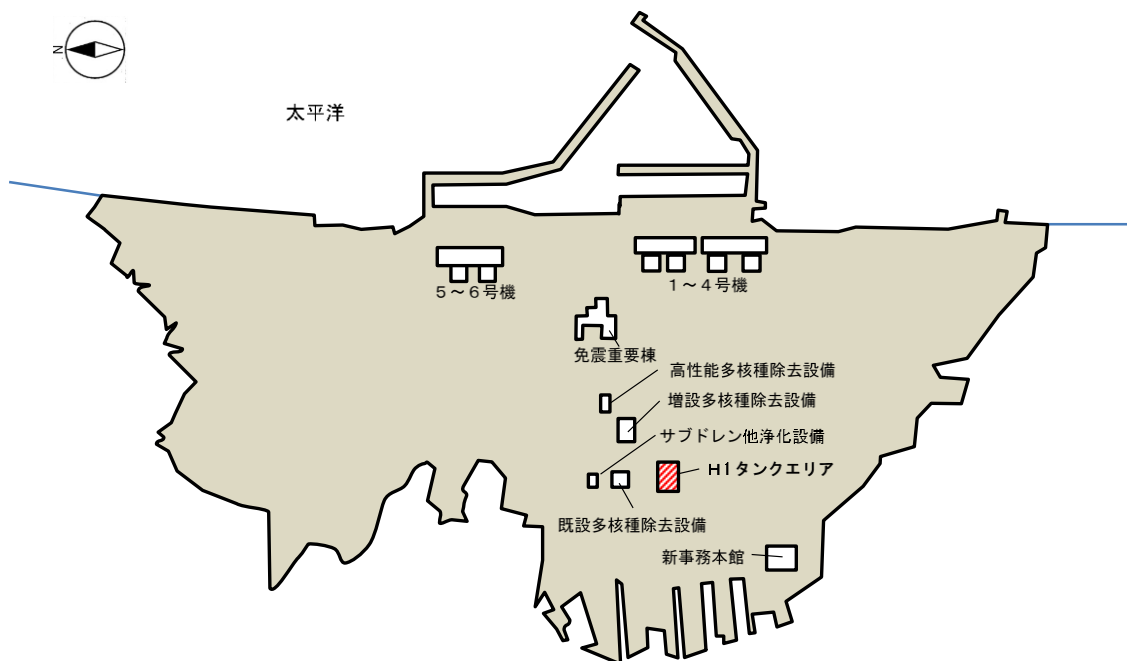 N
太平洋
５～６号機
１～４号機
免震重要棟
高性能多核種除去設備
増設多核種除去設備
サブドレン他浄化設備
H1タンクエリア
既設多核種除去設備
新事務本館